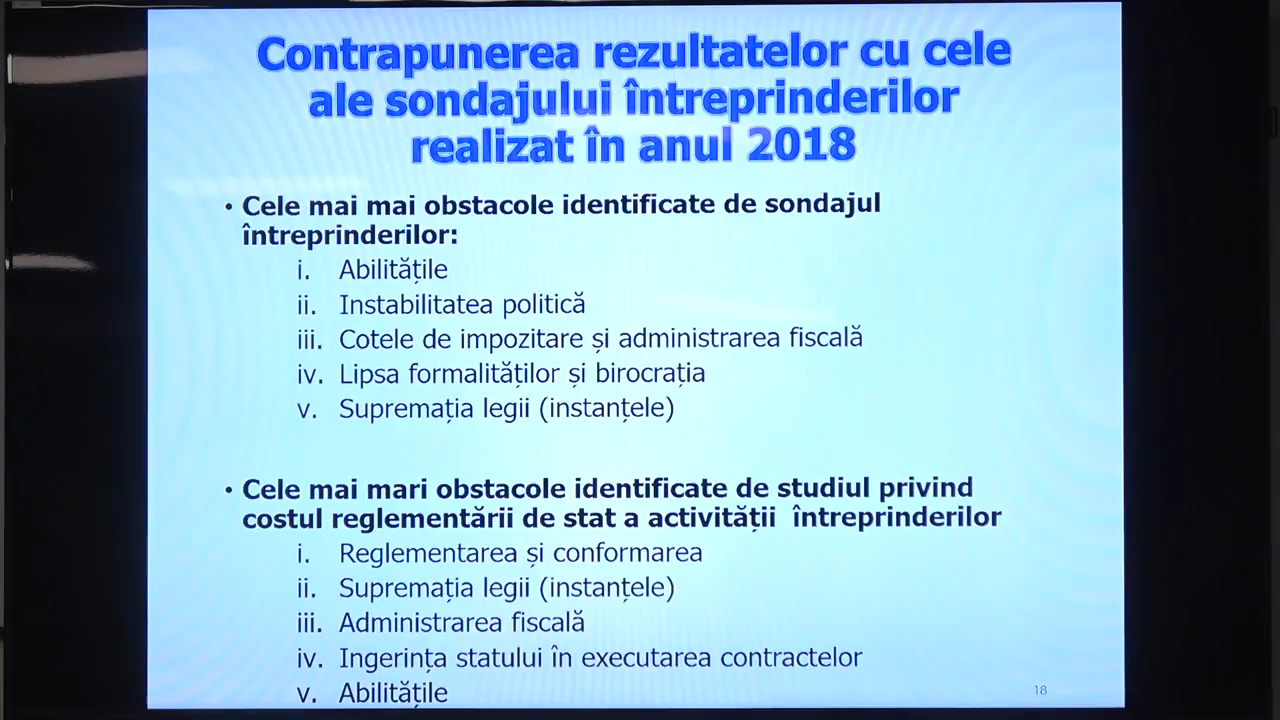 Contrapunerea rezultatelor cu cele
ale sondajului întreprinderilor
realizat în anul 2018
• Cele mai mai obstacole identificate de sondajul
întreprinderilor:
i. Abilitățile
ii. Instabilitatea politică
iii. Cotele de impozitare și administrarea fiscală
iv. Lipsa formalităților și birocrația
v. Supremația legii (instanțele)
• Cele mai mari obstacole identificate de studiul privind
costul reglementării de stat a activității întreprinderilor
i. Reglementarea și conformarea
ii. Supremația legii (instanțele)
iii. Administrarea fiscală
iv. Ingerința statului în executarea contractelor
v. Abilitățile
18